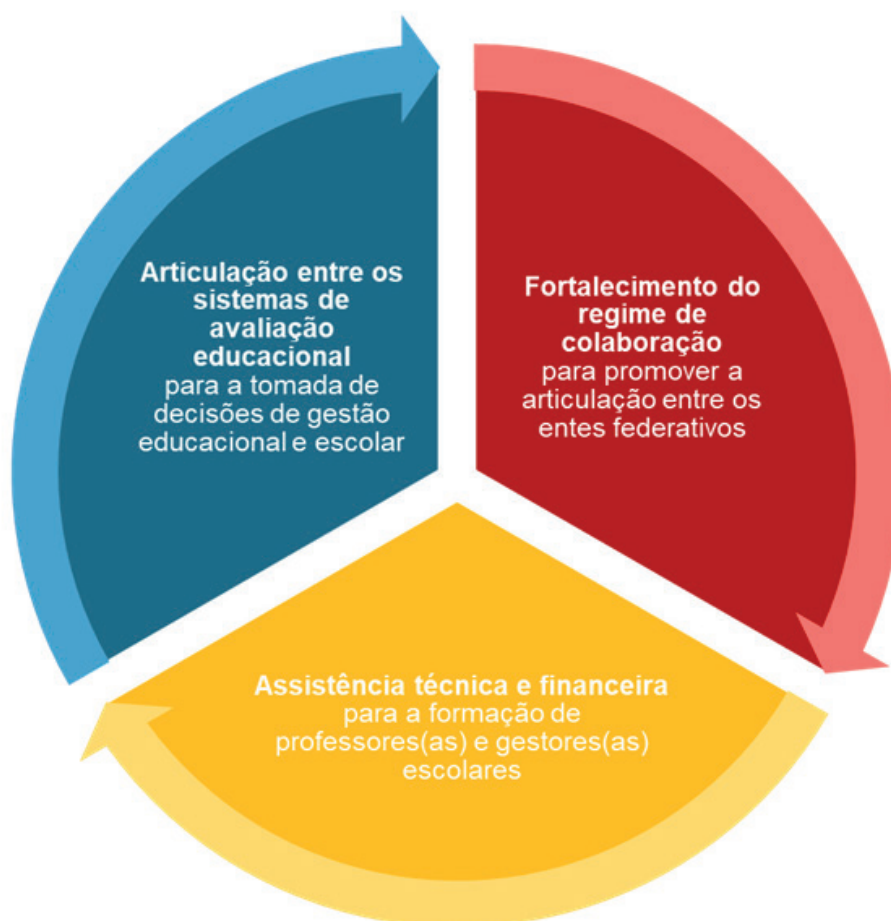 Articulação entre os
sistemas de
avaliação
educacional
para a tomada de
decisões de gestão
educacional e escolar
Fortalecimento do
regime de
colaboração
para promover a
articulação entre os
entes federativos
Assistência técnica e financeira
para a formação de
professores(as) e gestores(as)
escolares